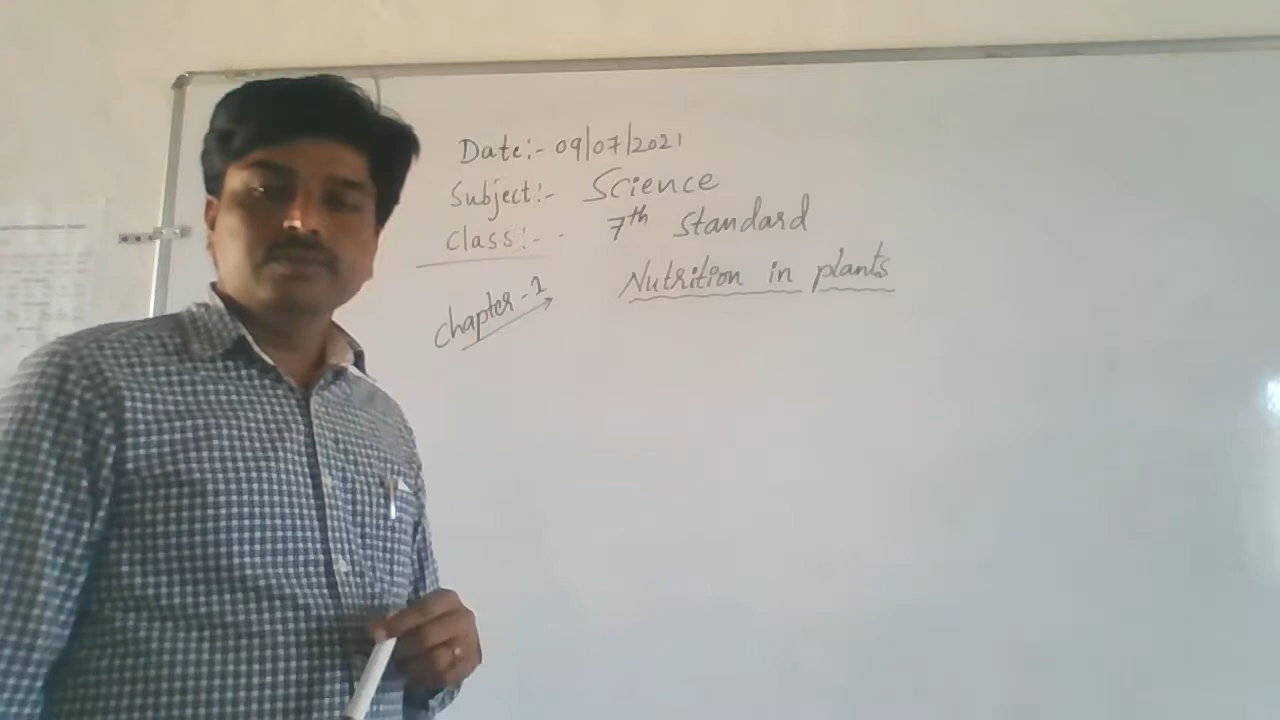 Date:- 09/07/2021
Subject:- Science
Class:- - 7th Standard
Chapter-1 Nutrition in plants